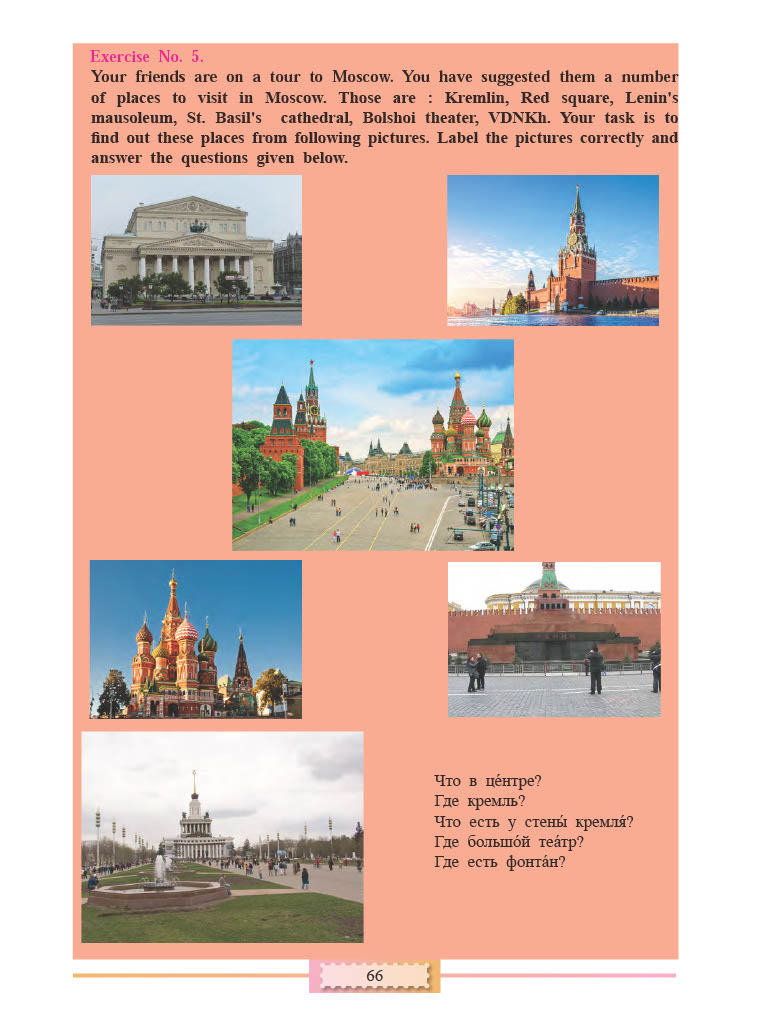 Exercise No. 5.
Your friends are on a tour to Moscow. You have suggested them a number
of places to visit in Moscow. Those are : Kremlin, Red square, Lenin's
mausoleum, St. Basil's cathedral, Bolshoi theater, VDNKh. Your task is to
find out these places from following pictures. Label the pictures correctly and
answer the questions given below.
ЛЕНИН
Что в це́нтре?
Где кремль?
Что есть у стены́ кремля́?
Где большо́й теа́тр?
Где есть фонта́н?
66